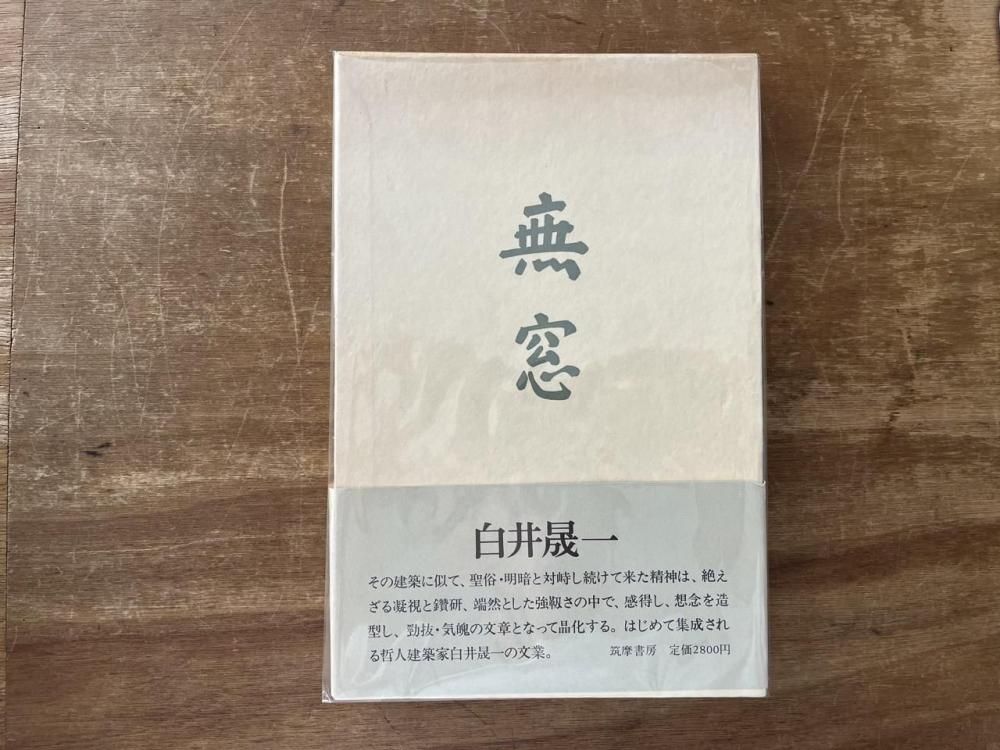 無窓
白井晟一
その建築に似て、聖俗・明暗と対峙し続けて来た精神は、絶え
ざる凝視と鑽研、端然とした強靱さの中で、感得し、想念を造
型し、勁抜・気魄の文章となって晶化する。はじめて集成され
る哲人建築家白井晟一の文業。
筑摩書房 定価2800円